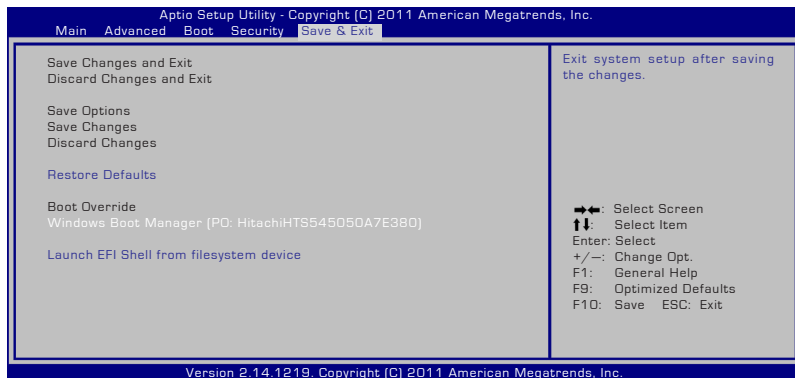 Aptio Setup Utility - Copyright (C) 2011 American Megatrends, Inc.
Main Advanced Boot Security Save & Exit
Save Changes and Exit
Discard Changes and Exit
Save Options
Save Changes
Discard Changes
Restore Defaults
Boot Override
Windows Boot Manager (P0: HitachiHTS545050A7E380)
Launch EFI Shell from filesystem device
Exit system setup after saving
the changes.
→←: Select Screen
↑↓: Select Item
Enter: Select
+/—: Change Opt.
F1: General Help
F9: Optimized Defaults
F10: Save ESC: Exit
Version 2.14.1219. Copyright (C) 2011 American Megatrends, Inc.